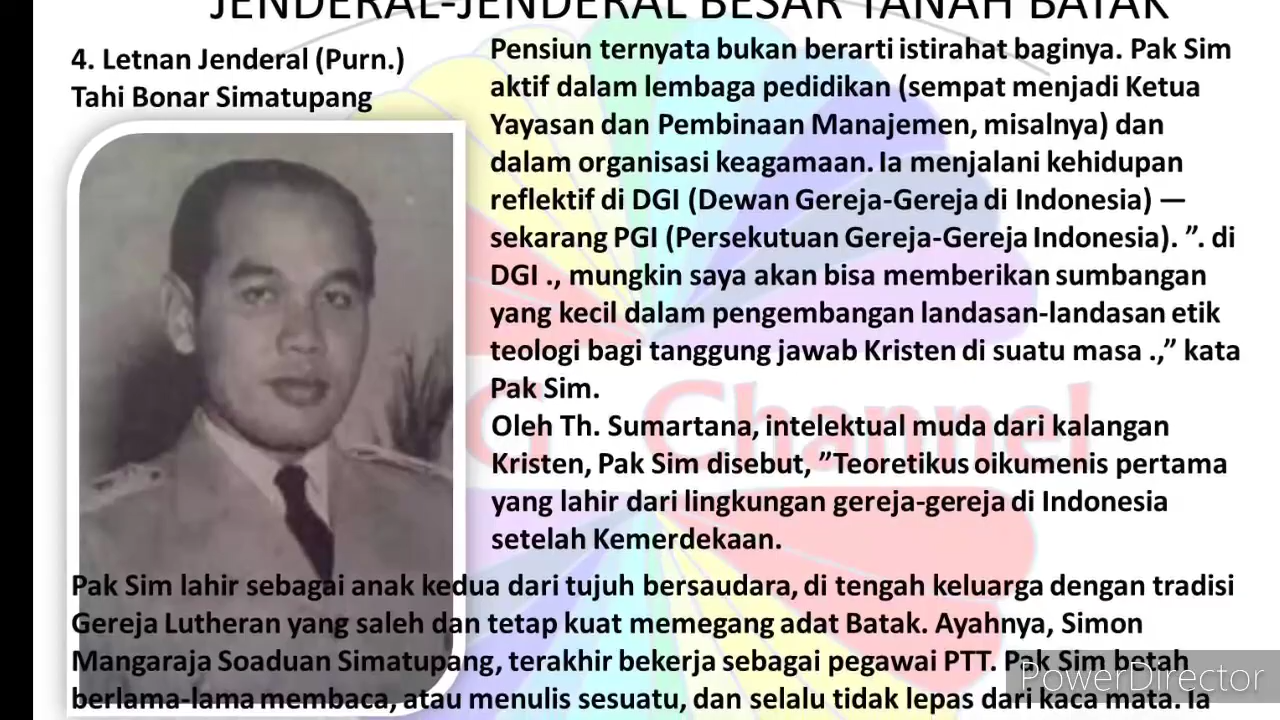 JENDERAL-JENDERAL BESAR TANAH BATAK
4. Letnan Jenderal (Purn.)
Tahi Bonar Simatupang
Pensiun ternyata bukan berarti istirahat baginya. Pak Sim
aktif dalam lembaga pedidikan (sempat menjadi Ketua
Yayasan dan Pembinaan Manajemen, misalnya) dan
dalam organisasi keagamaan. Ia menjalani kehidupan
reflektif di DGI (Dewan Gereja-Gereja di Indonesia) —
sekarang PGI (Persekutuan Gereja-Gereja Indonesia). ”. di
DGI ., mungkin saya akan bisa memberikan sumbangan
yang kecil dalam pengembangan landasan-landasan etik
teologi bagi tanggung jawab Kristen di suatu masa .,” kata
Pak Sim.
Oleh Th. Sumartana, intelektual muda dari kalangan
Kristen, Pak Sim disebut, ”Teoretikus oikumenis pertama
yang lahir dari lingkungan gereja-gereja di Indonesia
setelah Kemerdekaan.
Pak Sim lahir sebagai anak kedua dari tujuh bersaudara, di tengah keluarga dengan tradisi
Gereja Lutheran yang saleh dan tetap kuat memegang adat Batak. Ayahnya, Simon
Mangaraja Soaduan Simatupang, terakhir bekerja sebagai pegawai PTT. Pak Sim betah
berlama-lama membaca, atau menulis sesuatu, dan selalu tidak lepas dari kaca mata. Ia
G Channel
PowerDirector